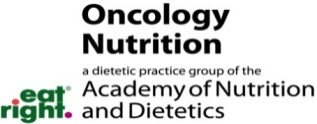 Oncology
Nutrition
a dietetic practice group of the
eat® Academy of Nutrition
right. and Dietetics